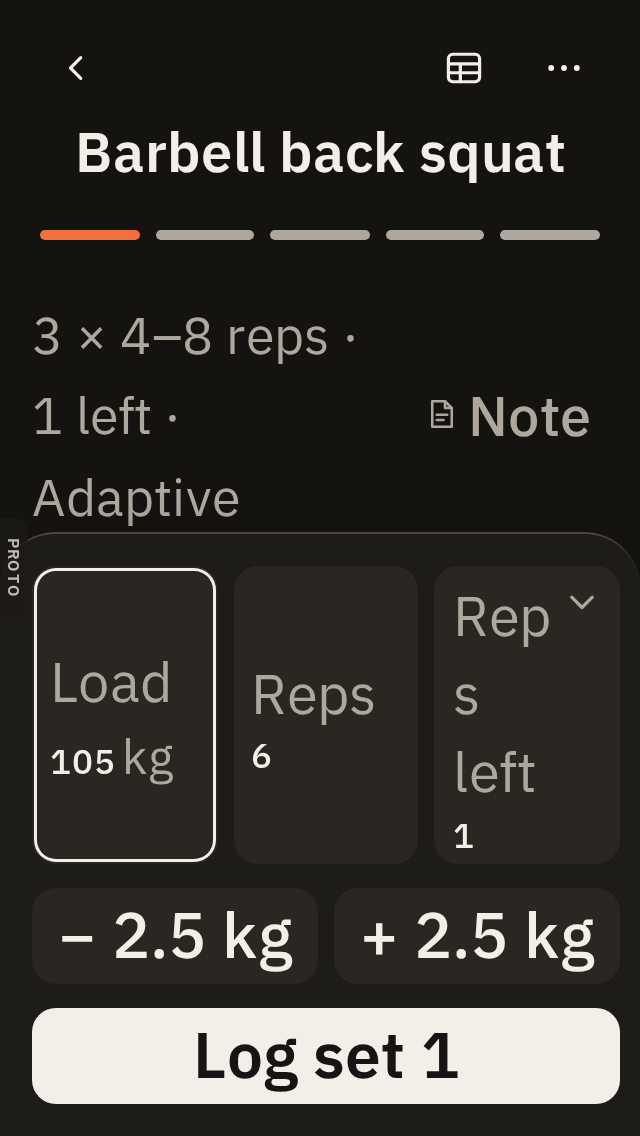 Barbell back squat
3 × 4–8 reps ·
1 left ·
Adaptive
Note
PROTO
Load
105 kg
Reps
6
Rep
s
left
1
− 2.5 kg
+ 2.5 kg
Log set 1